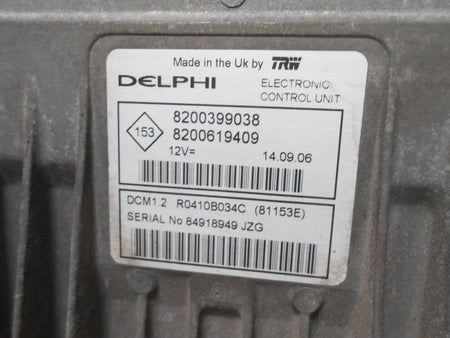 Made in the Uk by TRW
DELPHI
ELECTRONIC
CONTROL UNIT
153
8200399038
8200619409
12V=
14.09.06
DCM1.2 R0410B034C (81153E)
SERIAL No 84918949 JZG